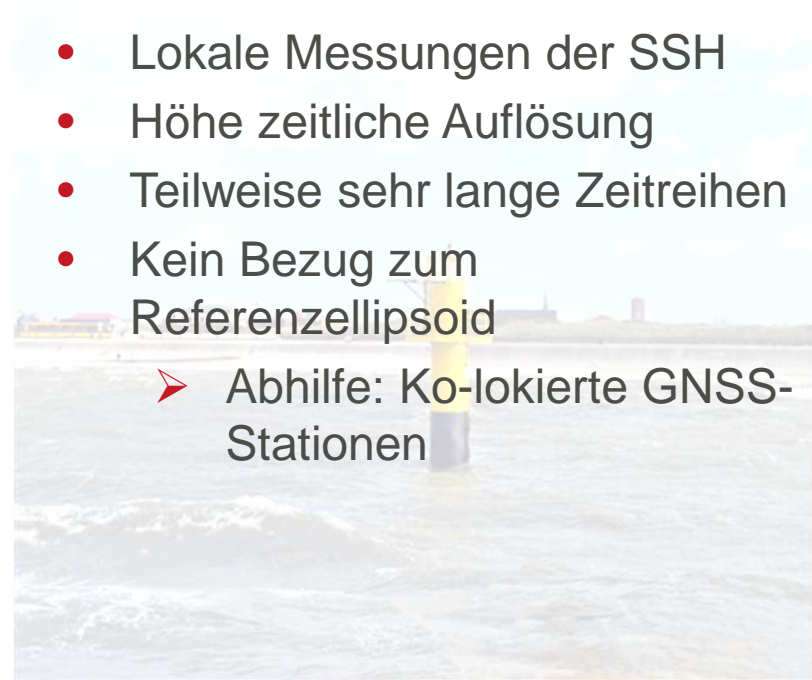 • Lokale Messungen der SSH
• Höhe zeitliche Auflösung
• Teilweise sehr lange Zeitreihen
• Kein Bezug zum
Referenzellipsoid
➢ Abhilfe: Ko-lokierte GNSS-
Stationen